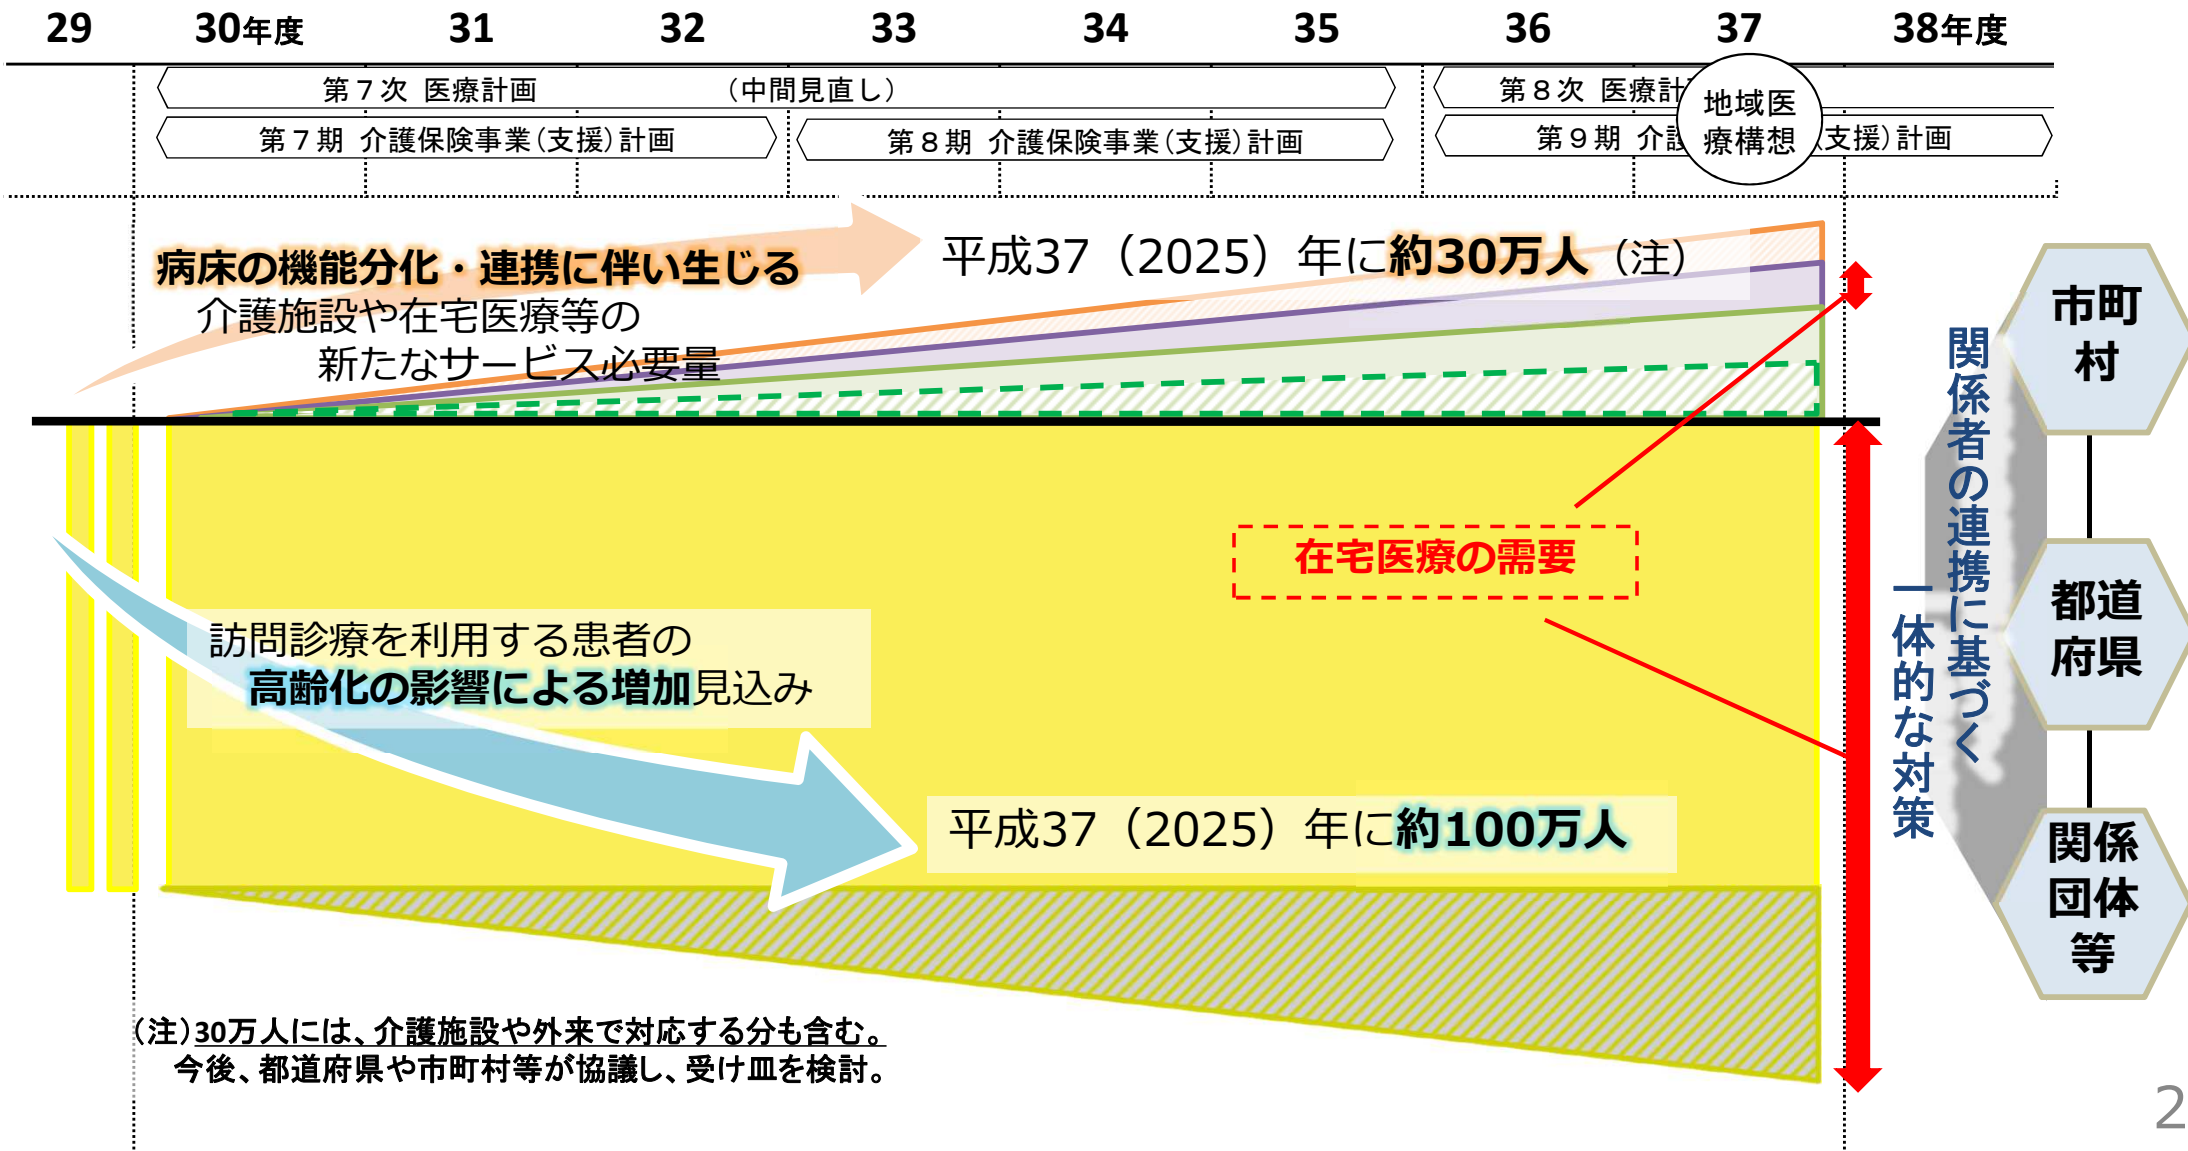 29 30年度 31 32 33 34 35 36 37 38年度
第７次 医療計画 （中間見直し）
第８次 医療計
地域医
療構想
第７期 介護保険事業（支援）計画
第８期 介護保険事業（支援）計画
第９期 介護
（支援）計画
病床の機能分化・連携に伴い生じる
介護施設や在宅医療等の
新たなサービス必要量
平成37（2025）年に約30万人（注）
在宅医療の需要
訪問診療を利用する患者の
高齢化の影響による増加見込み
平成37（2025）年に約100万人
関係者の連携に基づく
一体的な対策
市町
村
都道
府県
関係
団体
等
（注）30万人には、介護施設や外来で対応する分も含む。
今後、都道府県や市町村等が協議し、受け皿を検討。
2